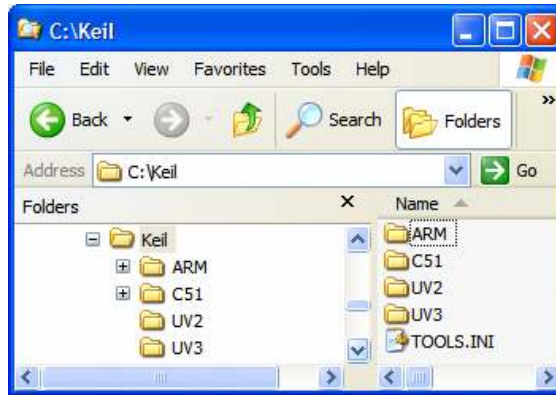 C:\Keil
File Edit View Favorites Tools Help
Back Search Folders »
Address C:\Keil Go
Folders X Name
Keil
ARM
C51
UV2
UV3
ARM
C51
UV2
UV3
TOOLS.INI